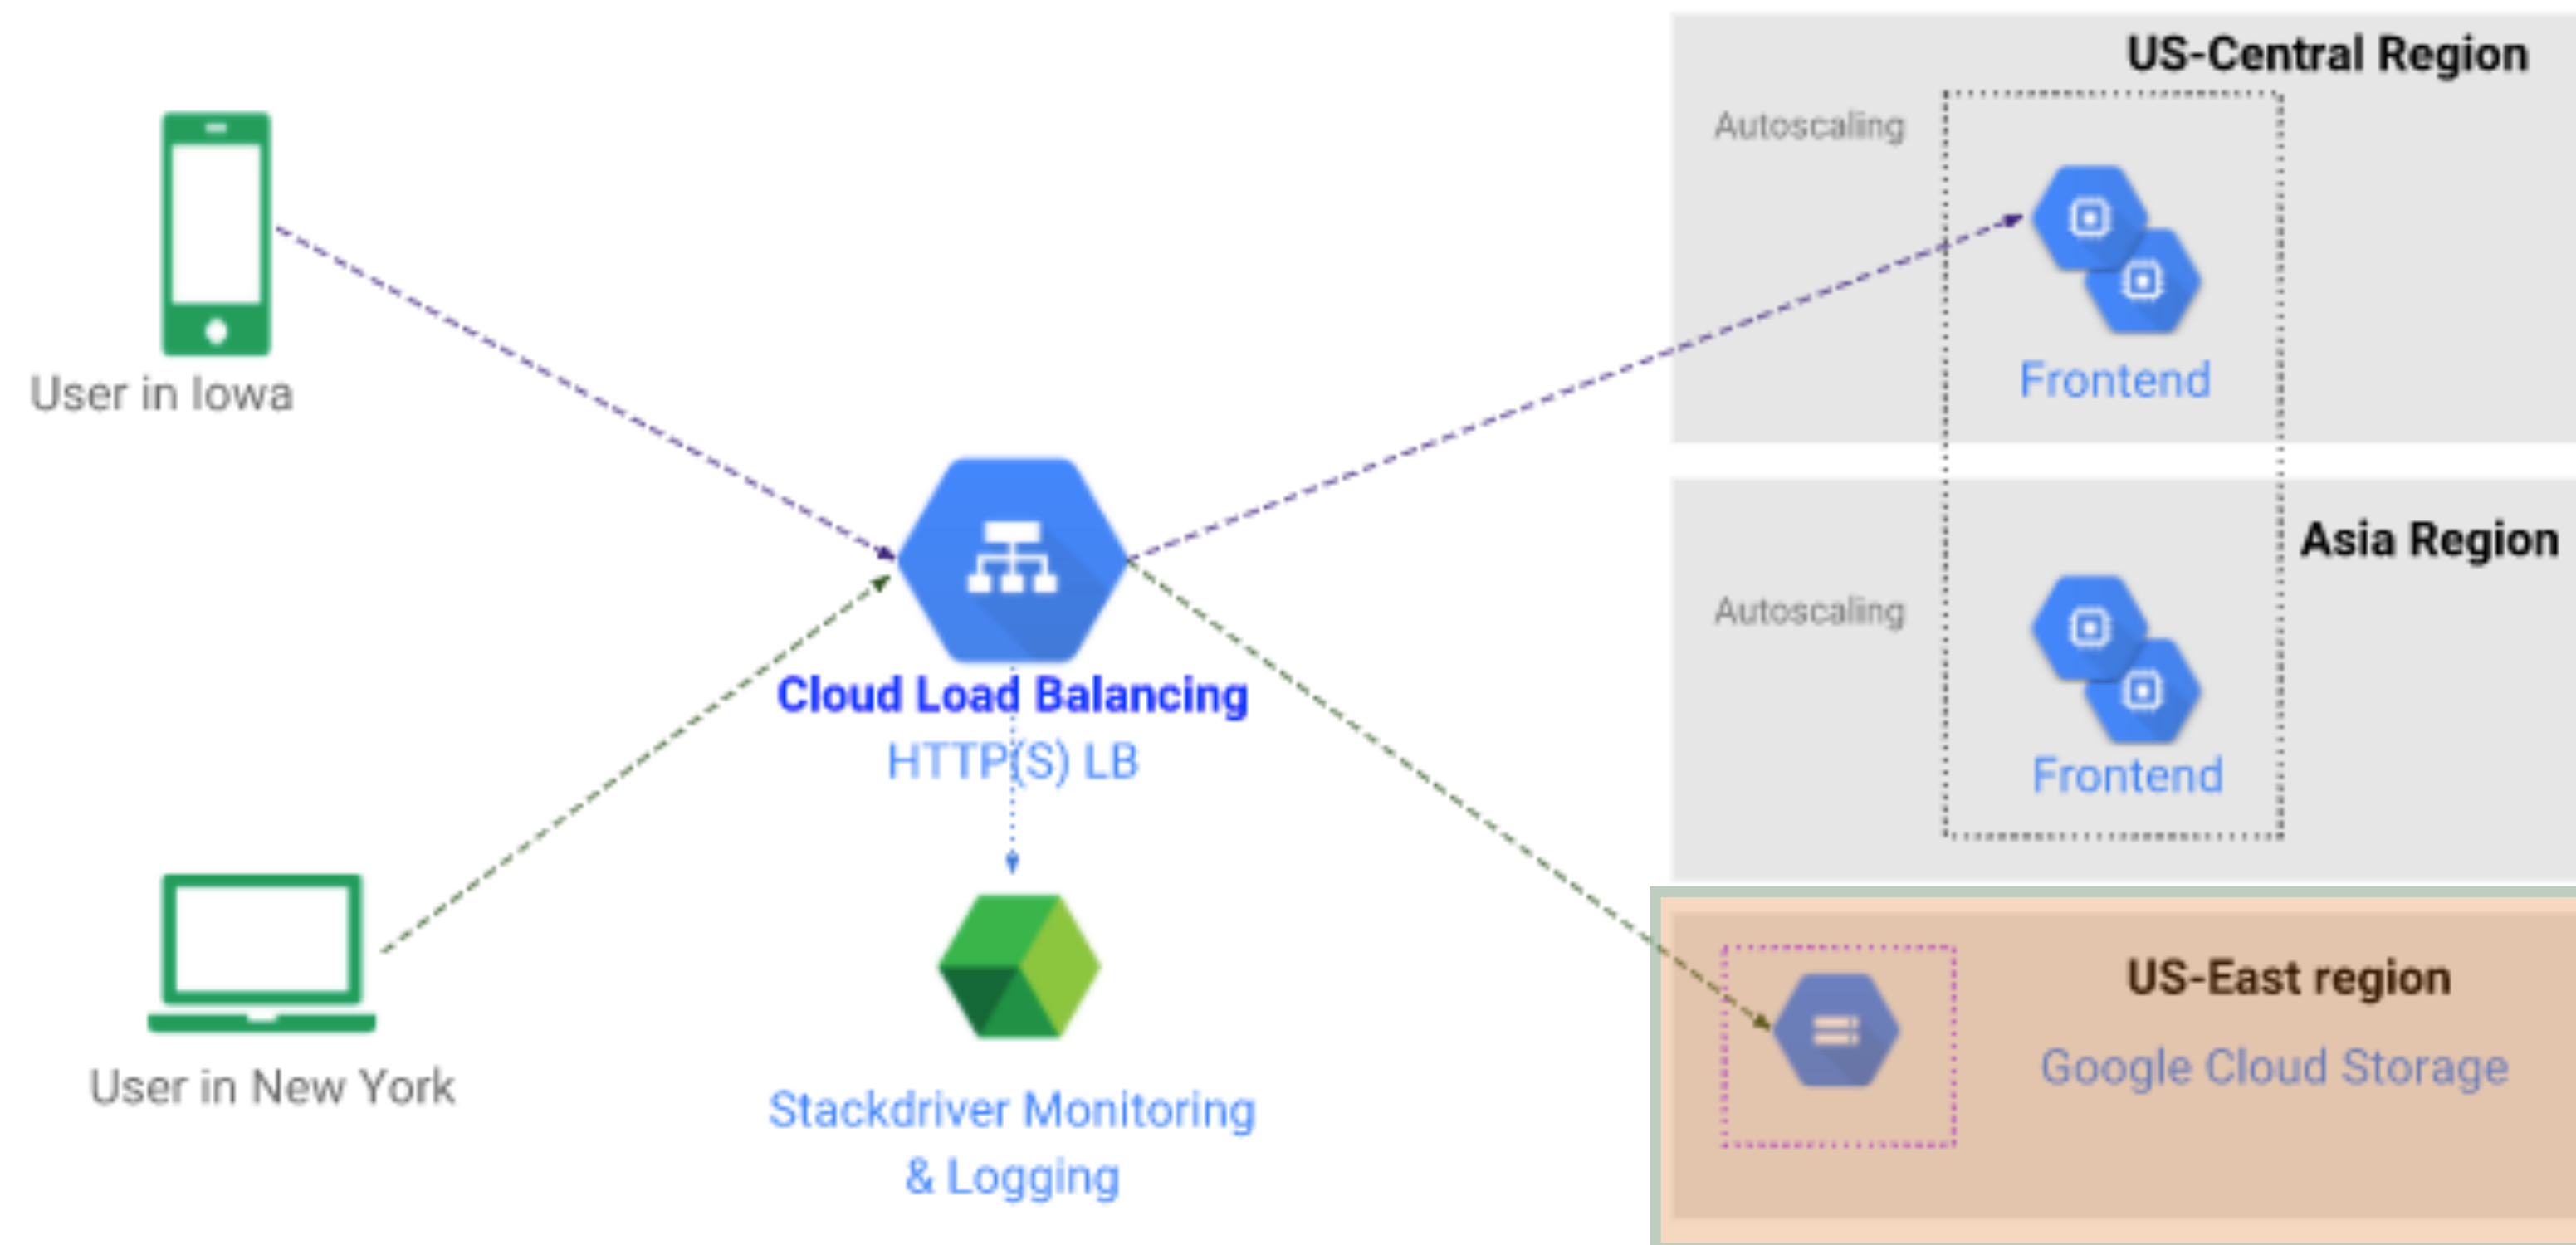 US-Central Region
Autoscaling
Frontend
User in Iowa
Asia Region
Autoscaling
Frontend
Cloud Load Balancing
HTTP(S) LB
User in New York
Stackdriver Monitoring
& Logging
US-East region
Google Cloud Storage